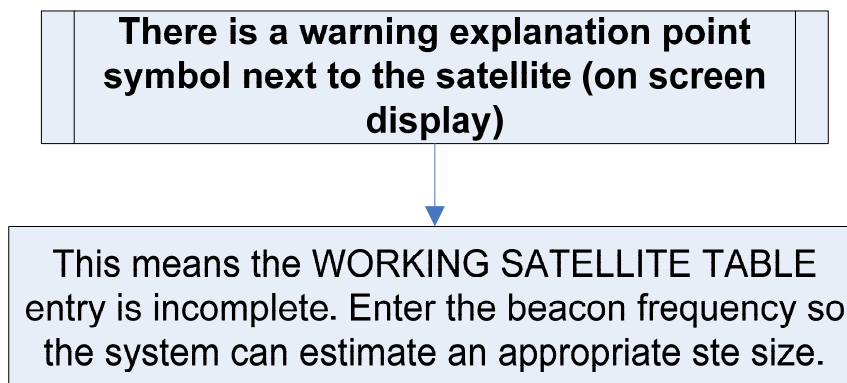 There is a warning explanation point
symbol next to the satellite (on screen
display)
This means the WORKING SATELLITE TABLE
entry is incomplete. Enter the beacon frequency so
the system can estimate an appropriate ste size.